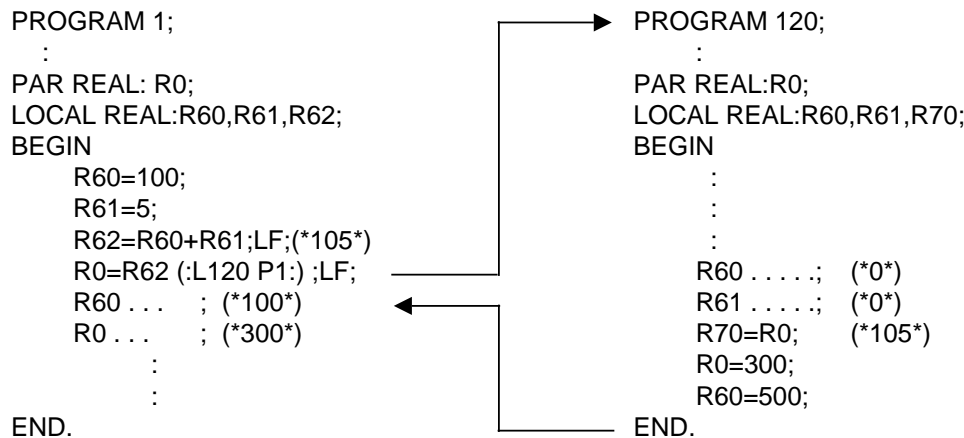 PROGRAM 1;
:
PAR REAL: R0;
LOCAL REAL:R60,R61,R62;
BEGIN
R60=100;
R61=5;
R62=R60+R61;LF;(*105*)
R0=R62 (:L120 P1:) ;LF;
R60 . . . ; (*100*)
R0 . . . ; (*300*)
:
:
END.
PROGRAM 120;
:
PAR REAL:R0;
LOCAL REAL:R60,R61,R70;
BEGIN
:
:
:
R60 . . . . .; (*0*)
R61 . . . . .; (*0*)
R70=R0; (*105*)
R0=300;
R60=500;
END.